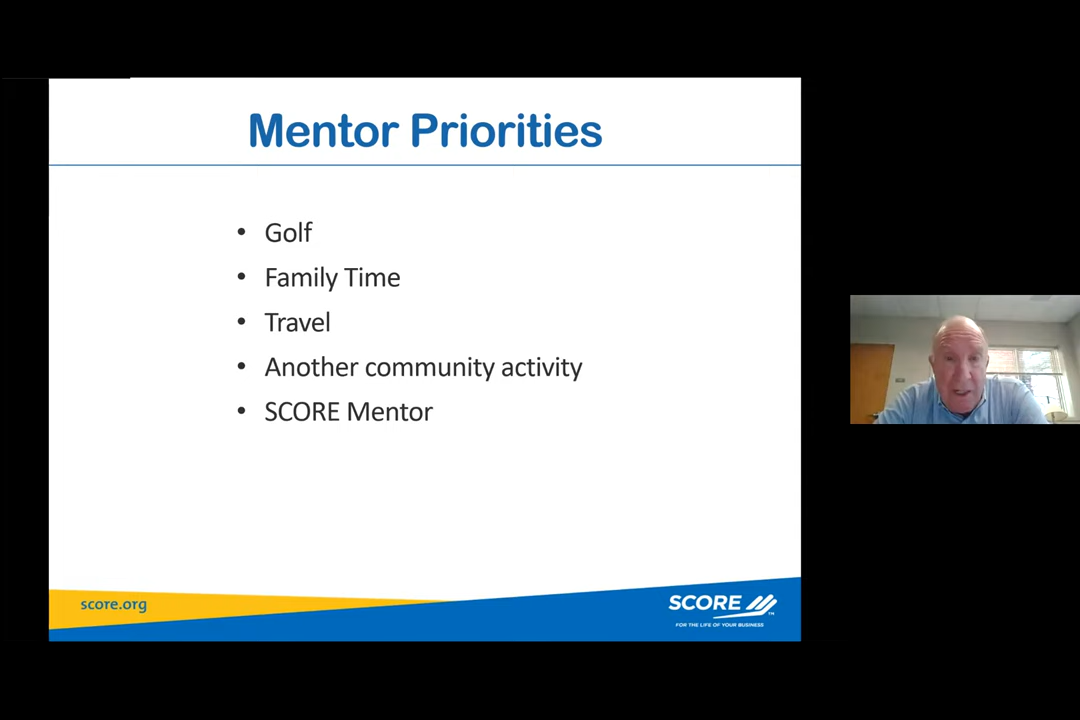 Mentor Priorities
• Golf
• Family Time
• Travel
• Another community activity
• SCORE Mentor
score.org
SCORE
TM
FOR THE LIFE OF YOUR BUSINESS